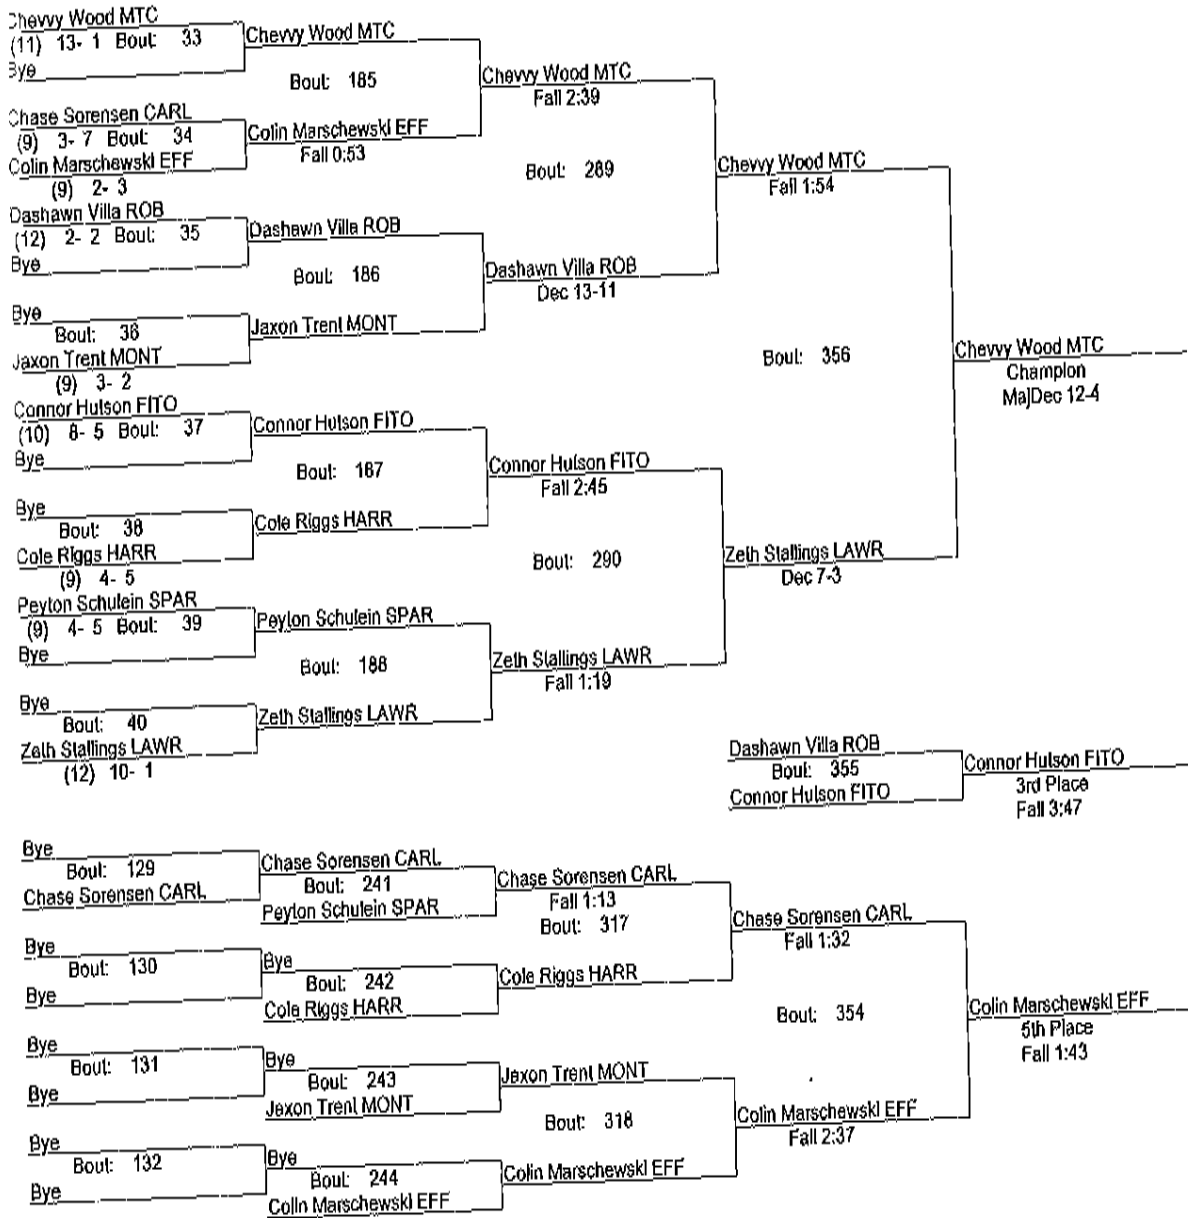 Chevvy Wood MTC
(11) 13- 1 Bout: 33
Bye
Chevvy Wood MTC
Bout: 185
Chase Sorensen CARL
(9) 3- 7 Bout: 34
Colin Marschewski EFF
(9) 2- 3
Colin Marschewski EFF
Fall 0:53
Chevvy Wood MTC
Fall 2:39
Bout: 289
Dashawn Villa ROB
(12) 2- 2 Bout: 35
Bye
Dashawn Villa ROB
Bout: 186
Bye
Bout: 36
Jaxon Trent MONT
(9) 3- 2
Jaxon Trent MONT
Dashawn Villa ROB
Dec 13-11
Chevvy Wood MTC
Fall 1:54
Bout: 356
Connor Hutson FITO
(10) 8- 5 Bout: 37
Bye
Connor Hutson FITO
Bout: 187
Bye
Bout: 38
Cole Riggs HARR
(9) 4- 5
Cole Riggs HARR
Connor Hutson FITO
Fall 2:45
Bout: 290
Peyton Schulein SPAR
(9) 4- 5 Bout: 39
Bye
Peyton Schulein SPAR
Bout: 188
Bye
Bout: 40
Zeth Stallings LAWR
(12) 10- 1
Zeth Stallings LAWR
Zeth Stallings LAWR
Fall 1:19
Zeth Stallings LAWR
Dec 7-3
Chevvy Wood MTC
Champion
MajDec 12-4
Dashawn Villa ROB
Bout: 355
Connor Hutson FITO
Connor Hutson FITO
3rd Place
Fall 3:47
Bye
Bout: 129
Chase Sorensen CARL
Chase Sorensen CARL
Bout: 241
Peyton Schulein SPAR
Chase Sorensen CARL
Fall 1:13
Bout: 317
Bye
Bout: 130
Bye
Bye
Bout: 242
Cole Riggs HARR
Cole Riggs HARR
Chase Sorensen CARL
Fall 1:32
Bout: 354
Bye
Bout: 131
Bye
Bye
Bout: 243
Jaxon Trent MONT
Jaxon Trent MONT
Bout: 318
Bye
Bout: 132
Bye
Bye
Bout: 244
Colin Marschewski EFF
Colin Marschewski EFF
Colin Marschewski EFF
Fall 2:37
Colin Marschewski EFF
5th Place
Fall 1:43